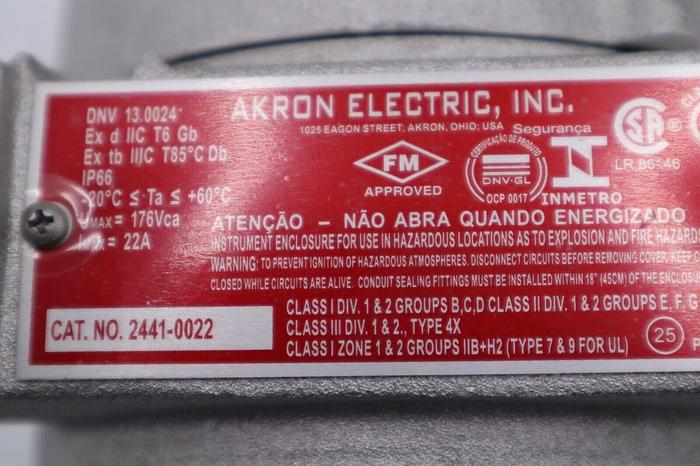 DNV 13.0024
Ex d IIC T6 Gb
Ex tb IIIC T85°C Db
IP66
-20°C ≤ Ta ≤ +60°C
= 176Vca
= 22A
CAT. NO. 2441-0022
AKRON ELECTRIC, INC.
1025 EAGON STREET; AKRON, OHIO; USA
FM
APPROVED
CERTIFICAÇÃO DE PRODUTO
DNV·GL
OCP 0017
Segurança
INMETRO
SA
LR 86146
ATENÇÃO – NÃO ABRA QUANDO ENERGIZADO
INSTRUMENT ENCLOSURE FOR USE IN HAZARDOUS LOCATIONS AS TO EXPLOSION AND FIRE HAZARDS
WARNING: TO PREVENT IGNITION OF HAZARDOUS ATMOSPHERES. DISCONNECT CIRCUITS BEFORE REMOVING COVER. KEEP
CLOSED WHILE CIRCUITS ARE ALIVE. CONDUIT SEALING FITTINGS MUST BE INSTALLED WITHIN 18" (45CM) OF THE
CLASS I DIV. 1 & 2 GROUPS B,C,D CLASS II DIV. 1 & 2 GROUPS E, F,
CLASS III DIV. 1 & 2,, TYPE 4X
CLASS I ZONE 1 & 2 GROUPS IIB+H2 (TYPE 7 & 9 FOR UL)
25